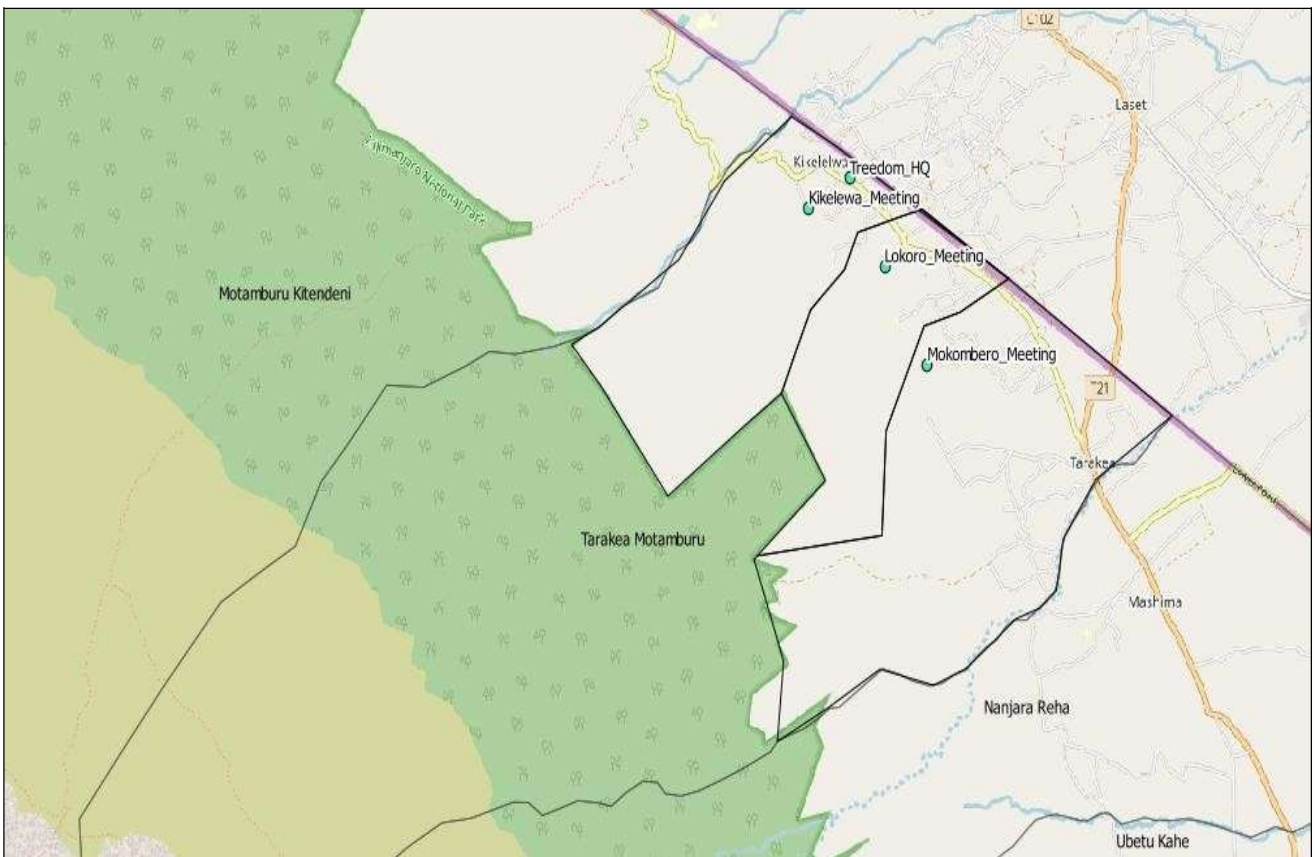 C102
Laset
Kilimanjaro National Park
Kikelelwa
Treedom_HQ
Kikelewa_Meeting
Lokoro_Meeting
Motamburu Kitendeni
Mokombero_Meeting
T21
Tarakea
Tarakea Motamburu
Mashima
Nanjara Reha
Ubetu Kahe